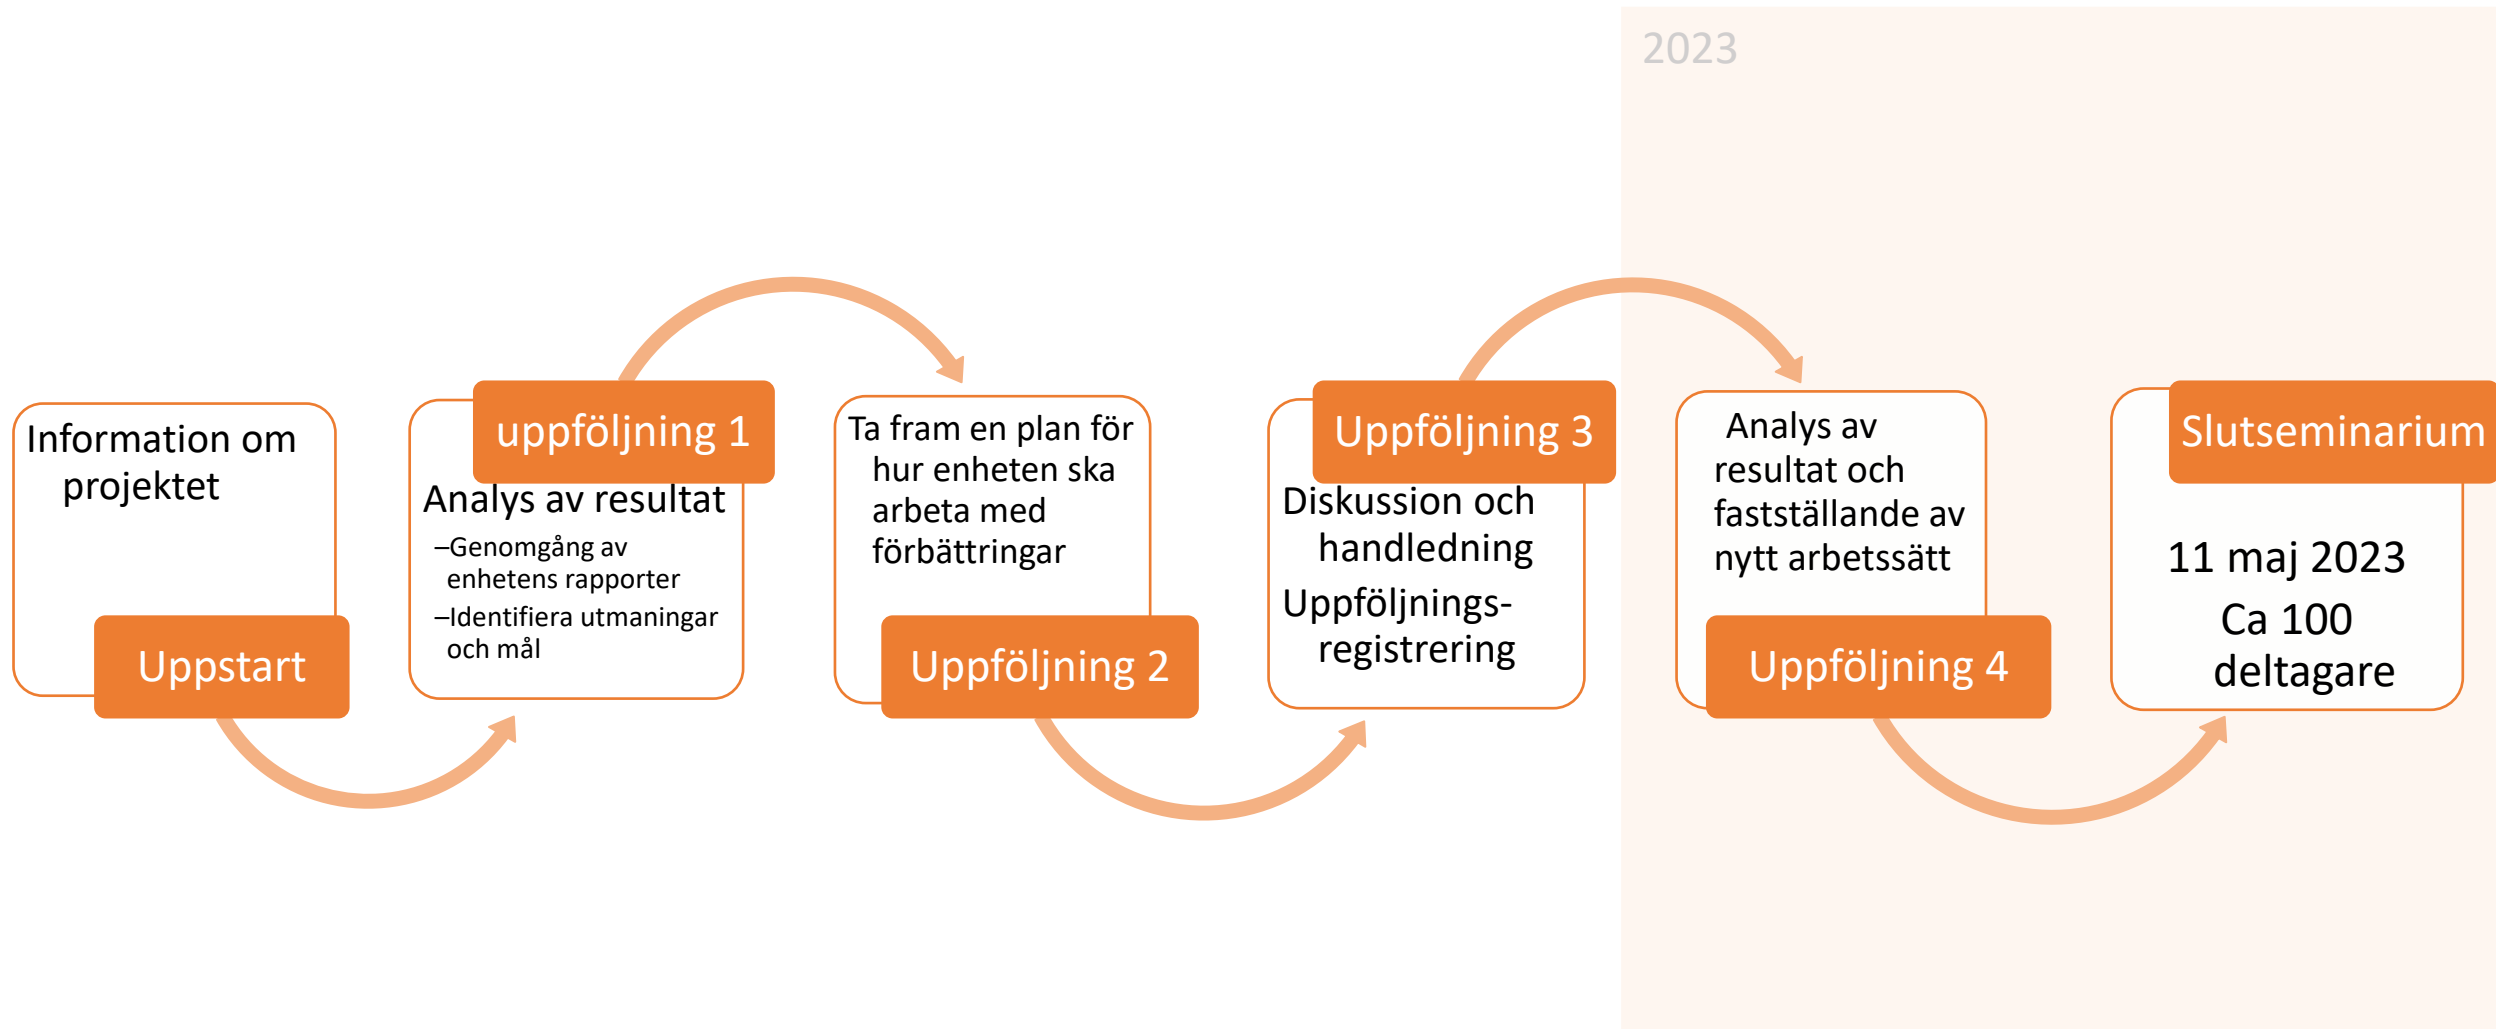 2023
Information om
projektet
Uppstart
uppföljning 1
Analys av resultat
–Genomgång av
enhetens rapporter
–Identifiera utmaningar
och mål
Ta fram en plan för
hur enheten ska
arbeta med
förbättringar
Uppföljning 2
Uppföljning 3
Diskussion och
handledning
Uppföljnings-
registrering
Analys av
resultat och
fastställande av
nytt arbetssätt
Uppföljning 4
Slutseminarium
11 maj 2023
Ca 100
deltagare